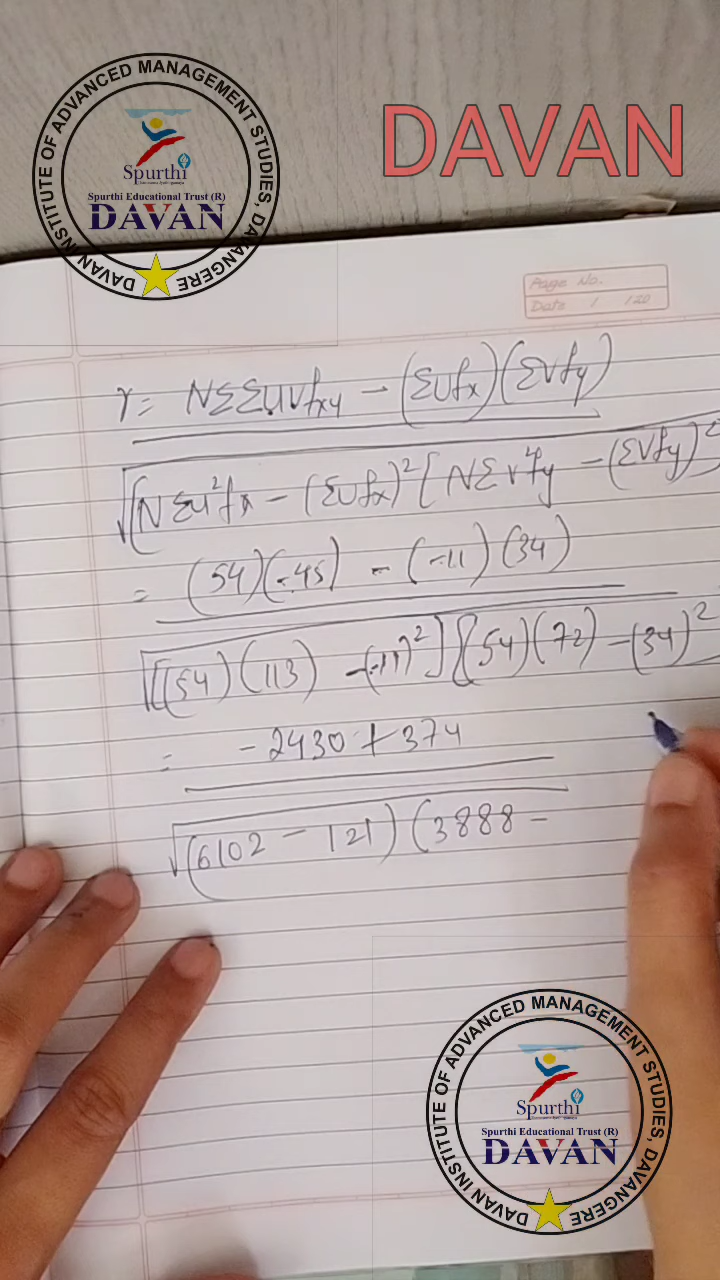 DAVAN INSTITUTE OF ADVANCED MANAGEMENT STUDIES, DAVANGERE
Spurthi
Spurthi Educational Trust (R)
DAVAN
DAVAN
Page No.
Date / /20
r = NΣΣuvfxy - (ΣUfx)(ΣVfy)
√[NΣu²fx - (ΣUfx)² [NΣv²fy - (ΣVfy)²
= (54)(-45) - (-11)(34)
√[(54)(113) - (-11)²][(54)(72) - (34)²
= -2430 + 374
√(6102 - 121)(3888 -
DAVAN INSTITUTE OF ADVANCED MANAGEMENT STUDIES, DAVANGERE
Spurthi
Spurthi Educational Trust (R)
DAVAN